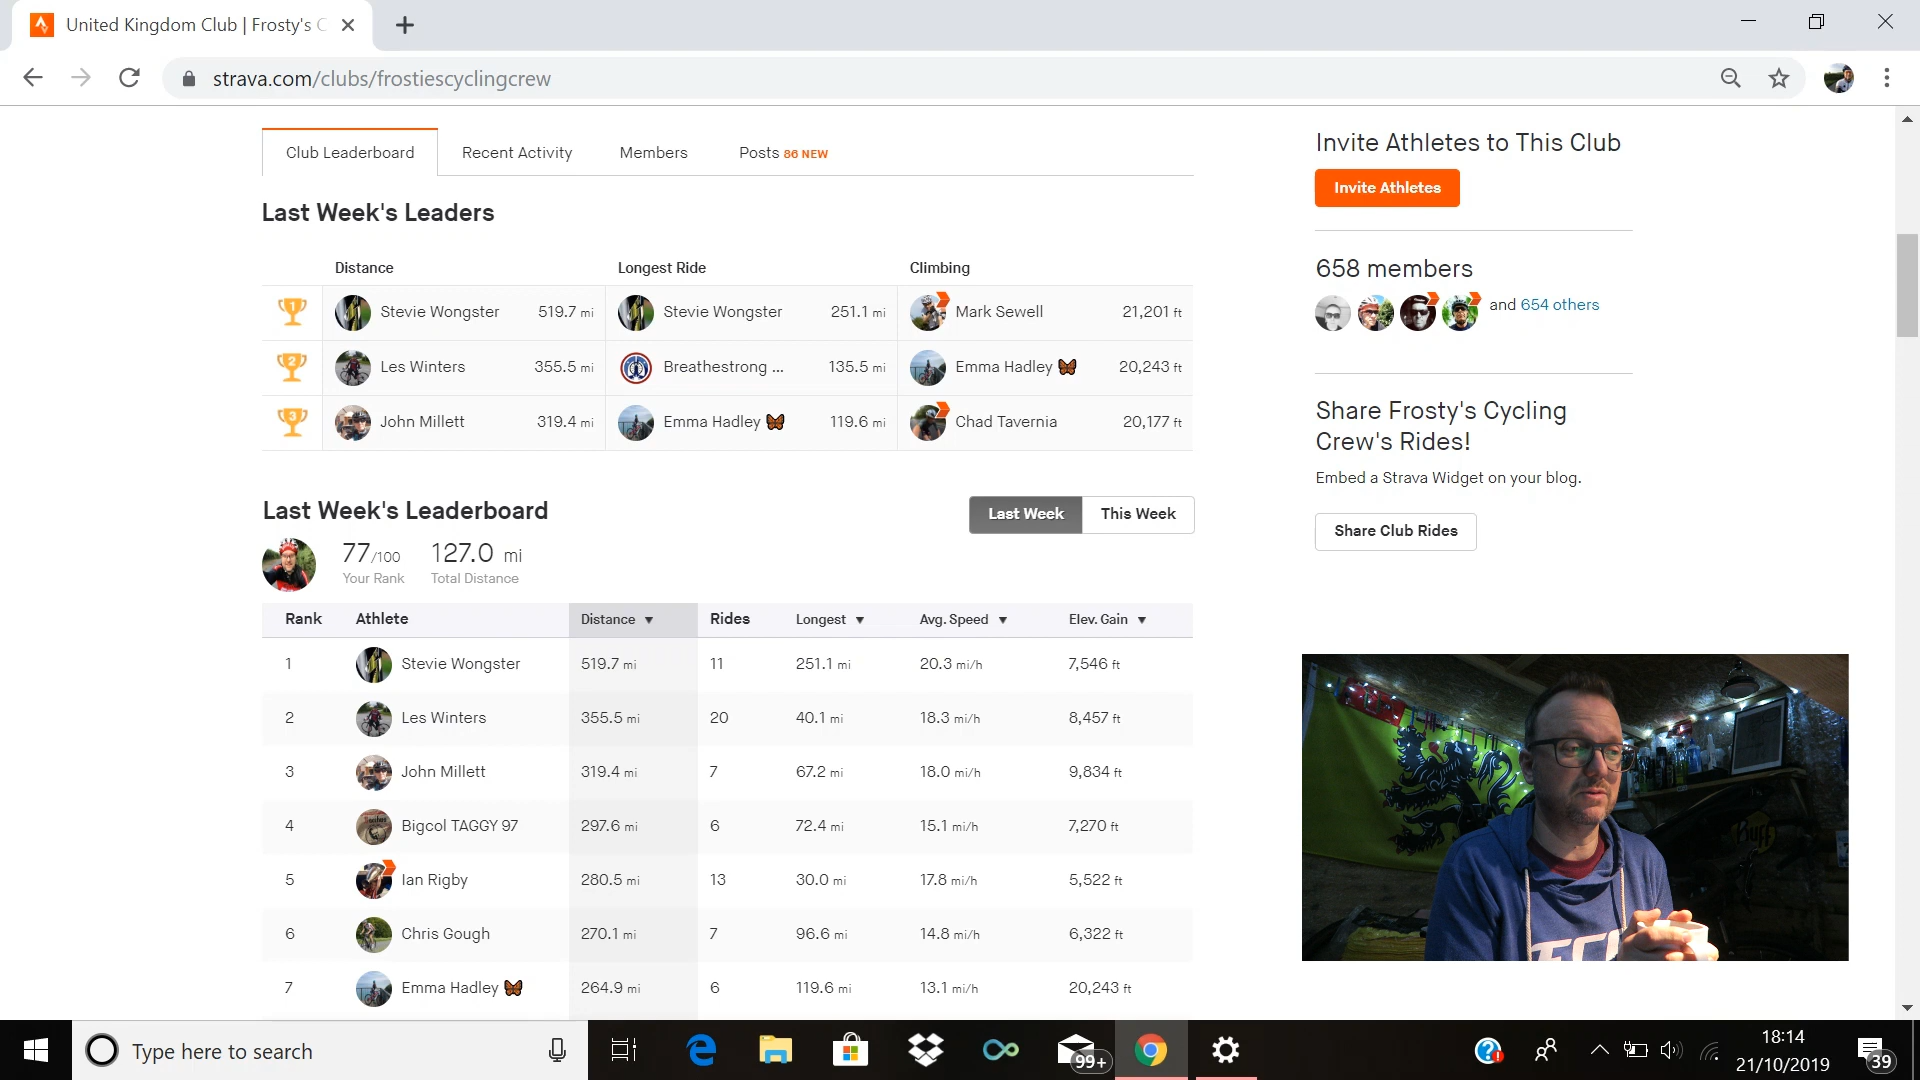 United Kingdom Club | Frosty's C
strava.com/clubs/frostiescyclingcrew
Club Leaderboard Recent Activity Members Posts 86 NEW
Last Week's Leaders
Distance Longest Ride Climbing
1 Stevie Wongster 519.7 mi Stevie Wongster 251.1 mi Mark Sewell 21,201 ft
2 Les Winters 355.5 mi Breathestrong ... 135.5 mi Emma Hadley 🦋 20,243 ft
3 John Millett 319.4 mi Emma Hadley 🦋 119.6 mi Chad Tavernia 20,177 ft
Last Week's Leaderboard
Last Week This Week
77/100 127.0 mi
Your Rank Total Distance
Rank Athlete Distance ▼ Rides Longest ▼ Avg. Speed ▼ Elev. Gain ▼
1 Stevie Wongster 519.7 mi 11 251.1 mi 20.3 mi/h 7,546 ft
2 Les Winters 355.5 mi 20 40.1 mi 18.3 mi/h 8,457 ft
3 John Millett 319.4 mi 7 67.2 mi 18.0 mi/h 9,834 ft
4 Bigcol TAGGY 97 297.6 mi 6 72.4 mi 15.1 mi/h 7,270 ft
5 Ian Rigby 280.5 mi 13 30.0 mi 17.8 mi/h 5,522 ft
6 Chris Gough 270.1 mi 7 96.6 mi 14.8 mi/h 6,322 ft
7 Emma Hadley 🦋 264.9 mi 6 119.6 mi 13.1 mi/h 20,243 ft
Invite Athletes to This Club
Invite Athletes
658 members
and 654 others
Share Frosty's Cycling
Crew's Rides!
Embed a Strava Widget on your blog.
Share Club Rides
Buff
Type here to search
99+
18:14
21/10/2019
39